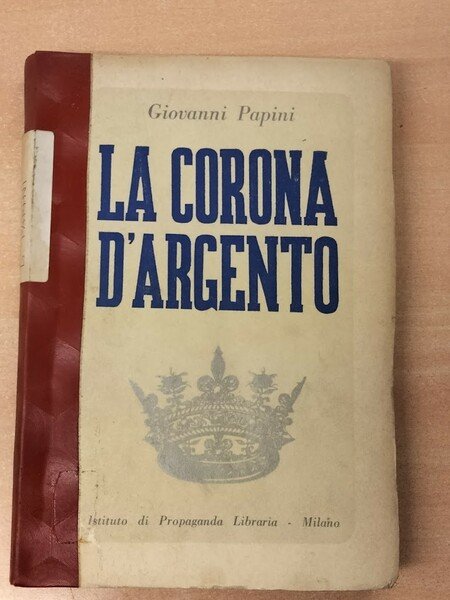 Giovanni Papini
LA CORONA
D'ARGENTO
Istituto di Propaganda Libraria - Milano